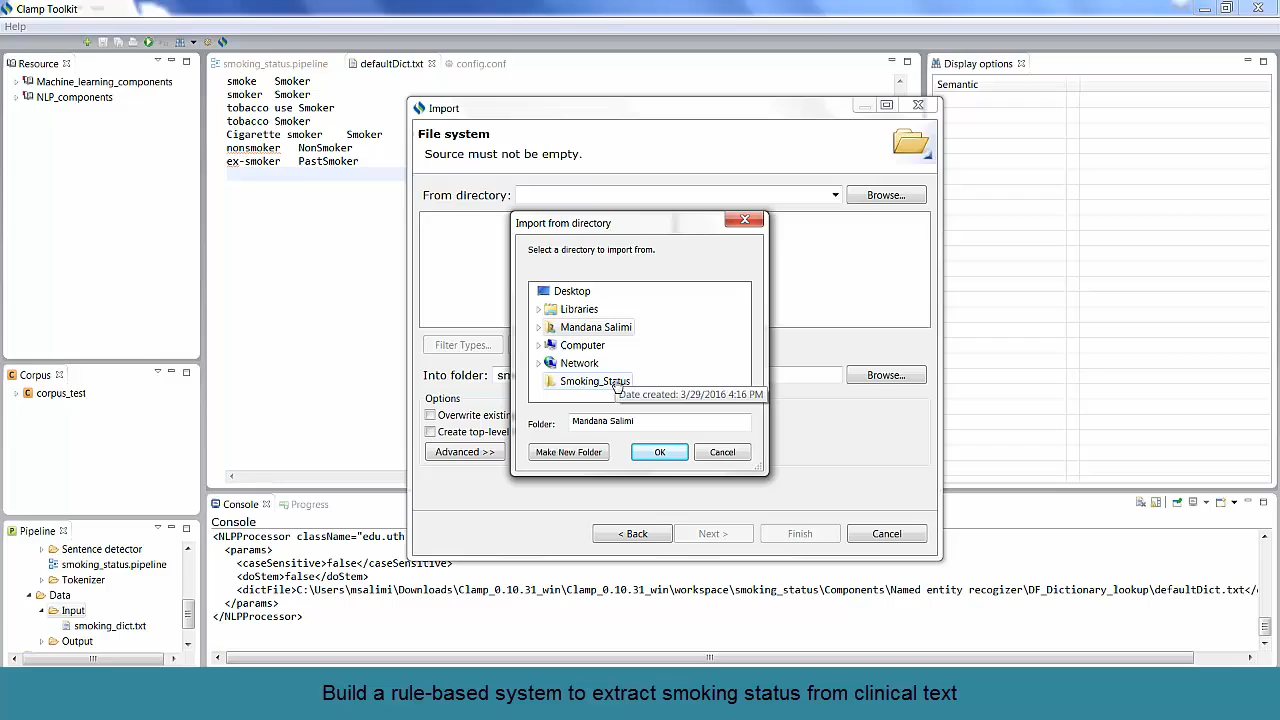 Clamp Toolkit
Help
Resource
Machine_learning_components
NLP_components
smoking_status.pipeline
defaultDict.txt
config.conf
smoke Smoker
smoker Smoker
tobacco use Smoker
tobacco Smoker
Cigarette smoker Smoker
nonsmoker NonSmoker
ex-smoker PastSmoker
Display options
Semantic
Import
File system
Source must not be empty.
From directory:
Browse...
Import from directory
Select a directory to import from.
Desktop
Libraries
Mandana Salimi
Computer
Network
Smoking_Status
Date created: 3/29/2016 4:16 PM
Folder: Mandana Salimi
Make New Folder
OK
Cancel
Filter Types...
Into folder:
Browse...
Options
Overwrite existin
Create top-level
Advanced >>
< Back
Next >
Finish
Cancel
Corpus
corpus_test
Pipeline
Sentence detector
smoking_status.pipeline
Tokenizer
Data
Input
smoking_dict.txt
Output
Console
Progress
Console
<NLPProcessor className="edu.uth
<params>
<caseSensitive>false</caseSensitive>
<doStem>false</doStem>
<dictFile>C:\Users\msalimi\Downloads\Clamp_0.10.31_win\Clamp_0.10.31_win\workspace\smoking_status\Components\Named entity recogizer\DF_Dictionary_lookup\defaultDict.txt</
</params>
</NLPProcessor>
Build a rule-based system to extract smoking status from clinical text